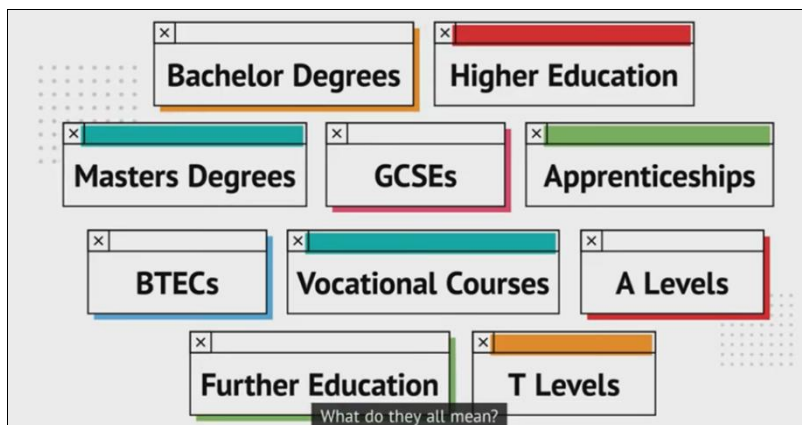 Bachelor Degrees
Higher Education
Masters Degrees
GCSEs
Apprenticeships
BTECs
Vocational Courses
A Levels
Further Education
T Levels
What do they all mean?